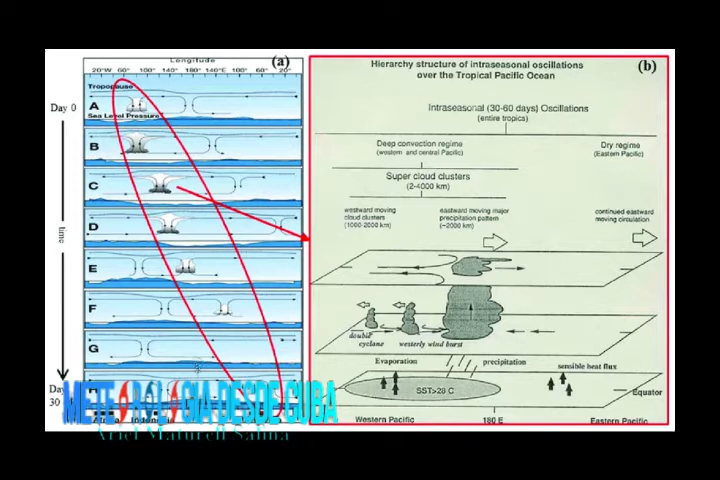 Longitude
(a)
20°W 60° 100° 140° 180° 140°E 100° 60° 20°
Tropopause
Day 0
A
Sea Level Pressure
B
C
D
time
E
F
G
30
Hierarchy structure of intraseasonal oscillations
over the Tropical Pacific Ocean
(b)
Intraseasonal (30-60 days) Oscillations
(entire tropics)
Deep convection regime
(western and central Pacific)
Dry regime
(Eastern Pacific)
Super cloud clusters
(2-4000 km)
westward moving
cloud clusters
(1000-2000 km)
eastward moving major
precipitation pattern
(~2000 km)
continued eastward
moving circulation
double
cyclone
westerly wind burst
Evaporation
precipitation
sensible heat flux
SST>28 C
Equator
Western Pacific
180 E
Eastern Pacific
METEOROLOGIA DESDE CUBA
Ariel Maturell Salina